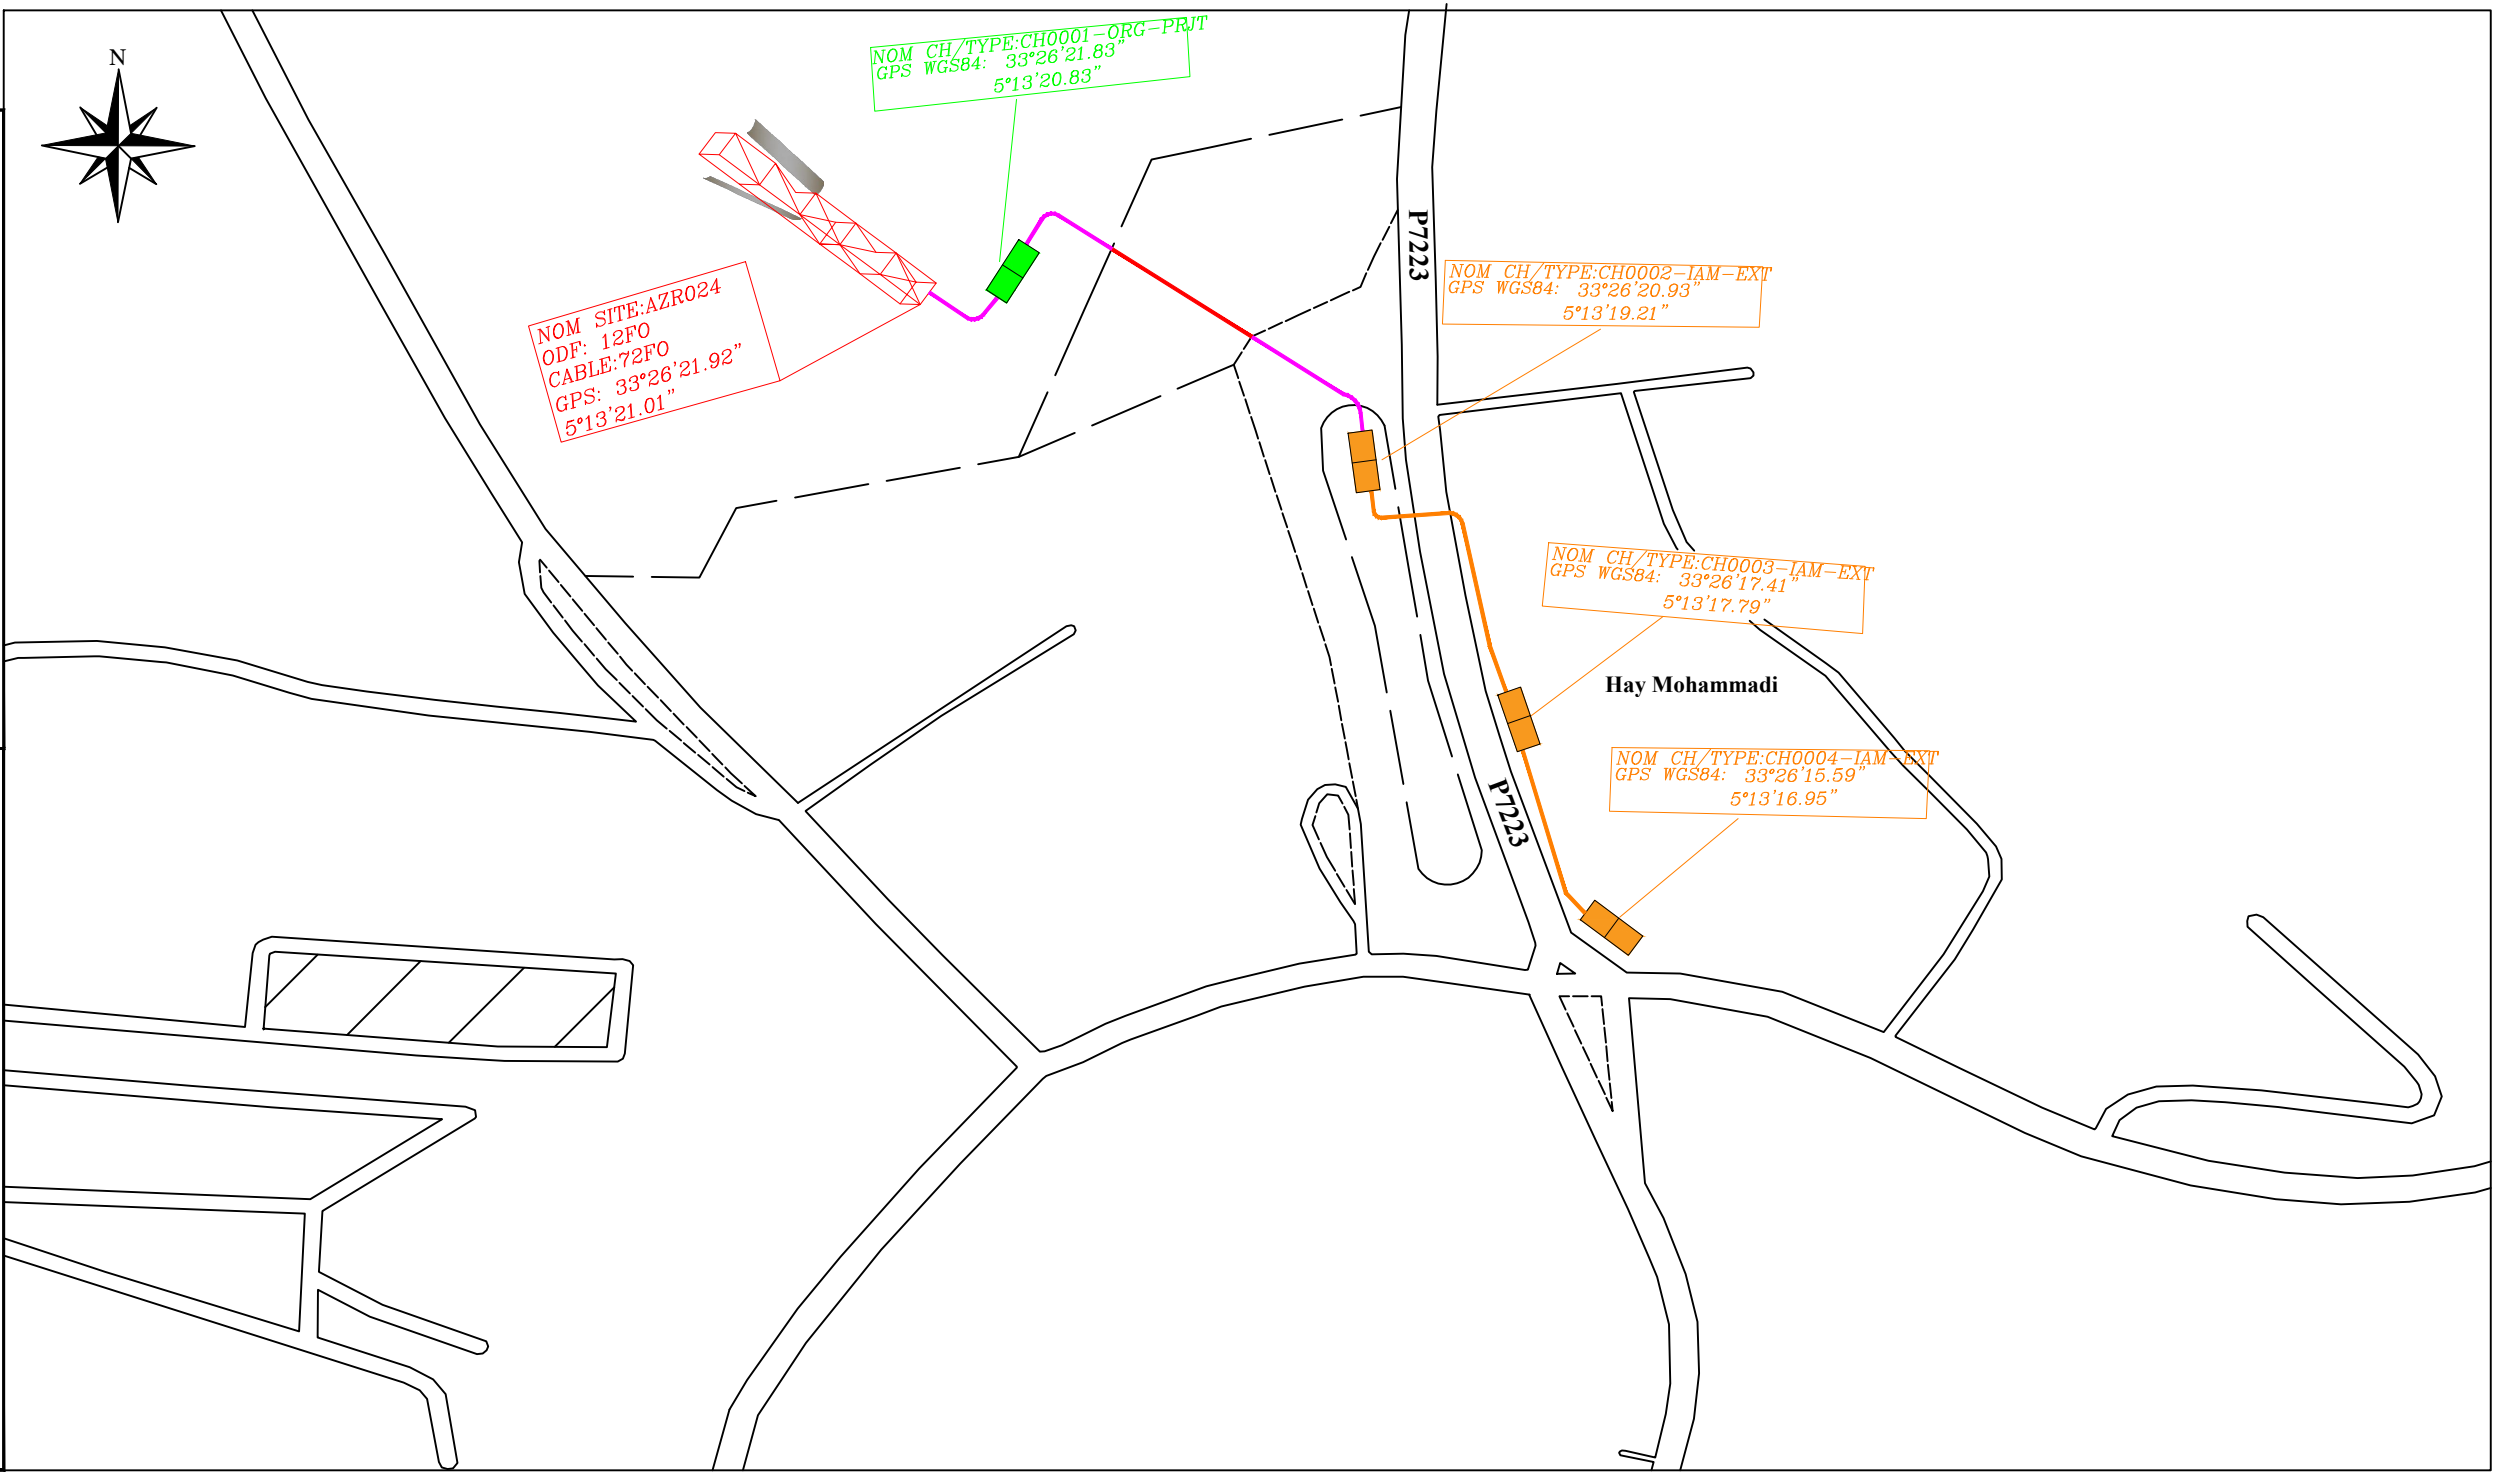 N
NOM CH/TYPE:CH0001-ORG-PRJT
GPS WGS84: 33°26'21.83"
5°13'20.83"
NOM SITE:AZR024
ODF: 12FO
CABLE:72FO
GPS: 33°26'21.92"
5°13'21.01"
P7223
NOM CH/TYPE:CH0002-IAM-EXT
GPS WGS84: 33°26'20.93"
5°13'19.21"
NOM CH/TYPE:CH0003-IAM-EXT
GPS WGS84: 33°26'17.41"
5°13'17.79"
Hay Mohammadi
NOM CH/TYPE:CH0004-IAM-EXT
GPS WGS84: 33°26'15.59"
5°13'16.95"
P7223